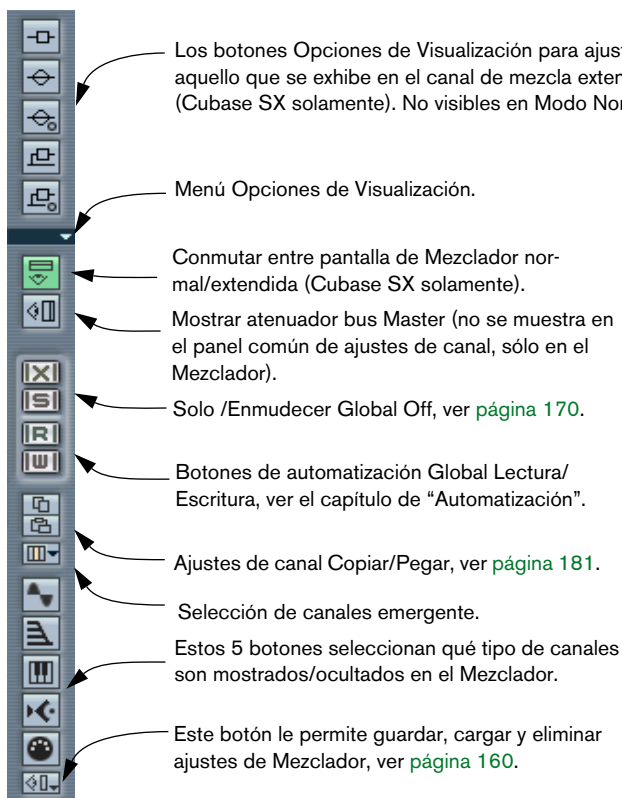 Los botones Opciones de Visualización para
aquello que se exhibe en el canal de mezcla
(Cubase SX solamente). No visibles en Modo
Menú Opciones de Visualización.
Conmutar entre pantalla de Mezclador nor-
mal/extendida (Cubase SX solamente).
Mostrar atenuador bus Master (no se muestra en
el panel común de ajustes de canal, sólo en el
Mezclador).
X
S
Solo /Enmudecer Global Off, ver página 170.
R
W
Botones de automatización Global Lectura/
Escritura, ver el capítulo de “Automatización”.
Ajustes de canal Copiar/Pegar, ver página 181.
Selección de canales emergente.
Estos 5 botones seleccionan qué tipo de canales
son mostrados/ocultados en el Mezclador.
Este botón le permite guardar, cargar y eliminar
ajustes de Mezclador, ver página 160.